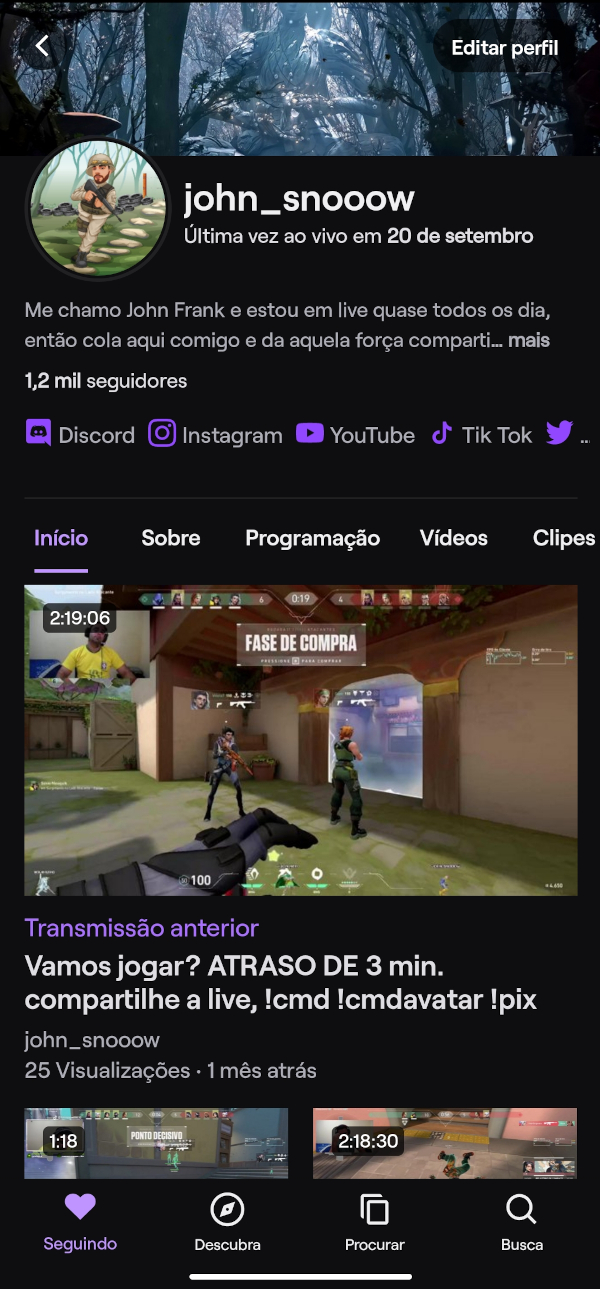 Editar perfil
john_snooow
Última vez ao vivo em 20 de setembro
Me chamo John Frank e estou em live quase todos os dia,
então cola aqui comigo e da aquela força comparti... mais
1,2 mil seguidores
Discord Instagram YouTube Tik Tok ...
Início Sobre Programação Vídeos Clipes
2:19:06
6 0:19 4
FASE DE COMPRA
100
Transmissão anterior
Vamos jogar? ATRASO DE 3 min.
compartilhe a live, !cmd !cmdavatar !pix
john_snooow
25 Visualizações · 1 mês atrás
1:18 PONTO DECISIVO 2:18:30
Seguindo Descubra Procurar Busca